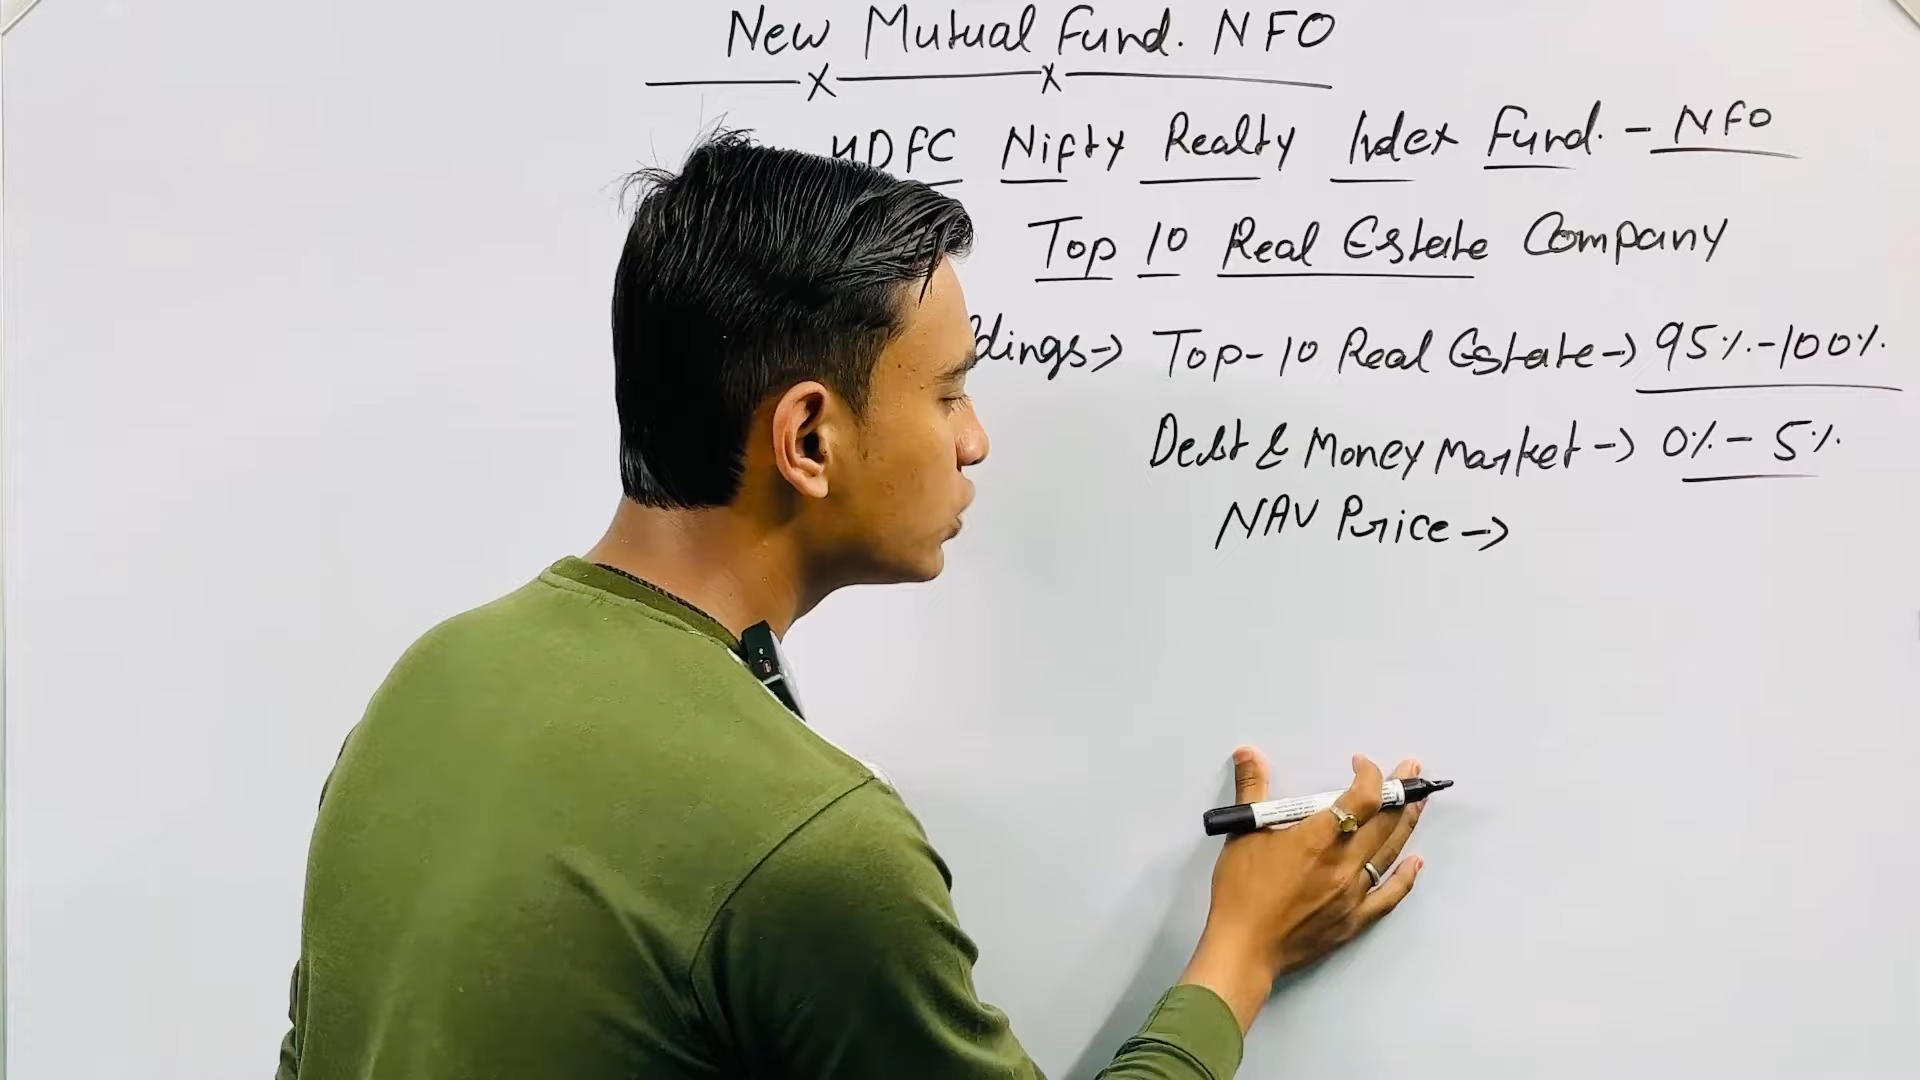 New Mutual Fund. NFO
HDFC Nifty Realty Index Fund. - NFO
Top 10 Real Estate Company
dings → Top-10 Real Estate → 95%-100%
Debt & Money Market → 0% - 5%
NAV Price →